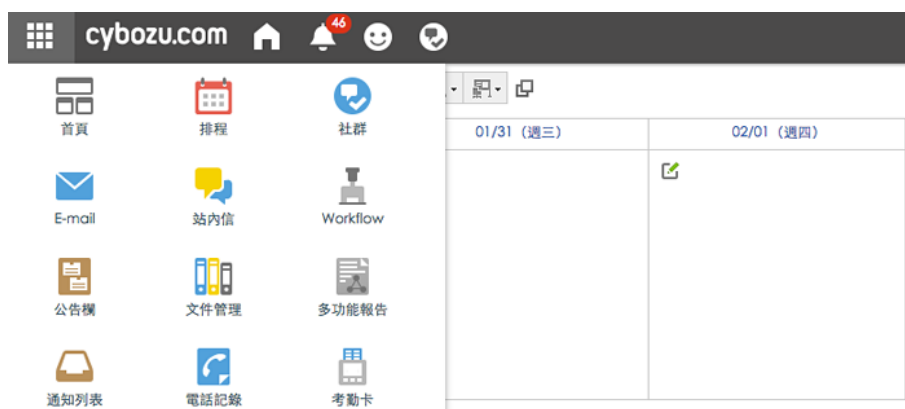 cybozu.com 46
01/31 (週三) 02/01 (週四)
首頁 排程 社群
E-mail 站內信 Workflow
公告欄 文件管理 多功能報告
通知列表 電話記錄 考勤卡